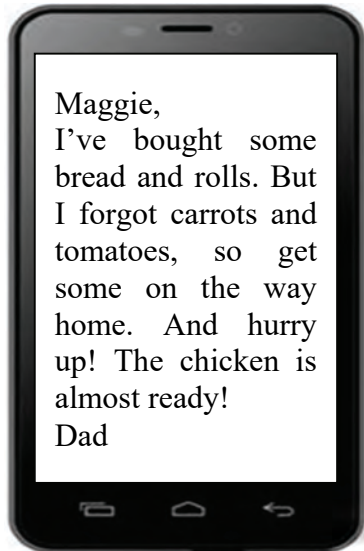 Maggie,
I’ve bought some
bread and rolls. But
I forgot carrots and
tomatoes, so get
some on the way
home. And hurry
up! The chicken is
almost ready!
Dad